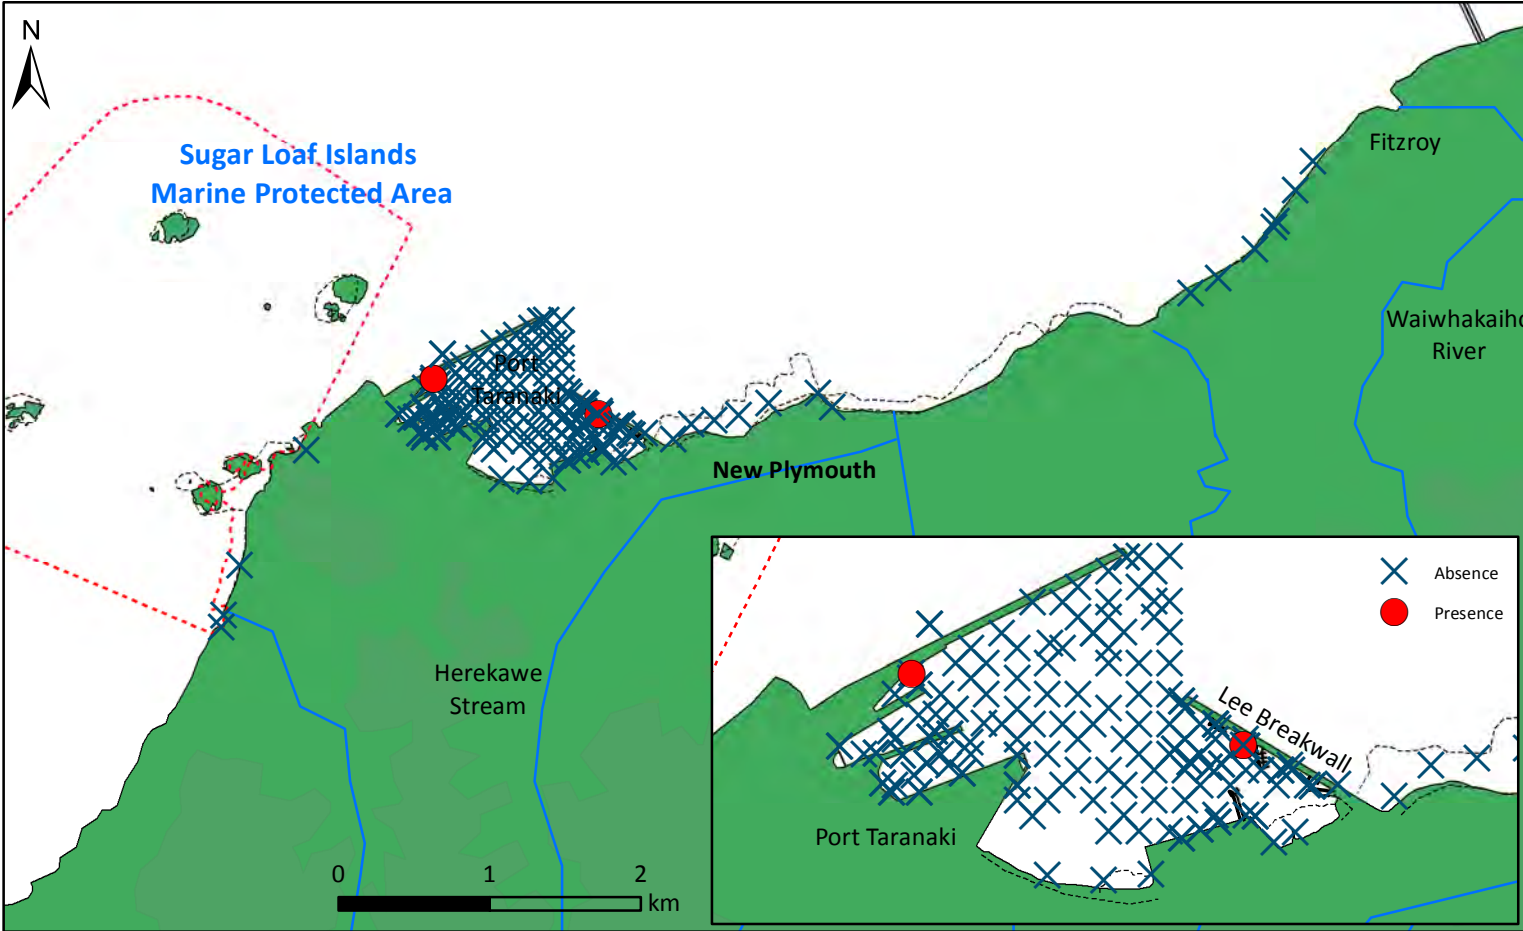 N
Sugar Loaf Islands
Marine Protected Area
Fitzroy
Waiwhakaiho
River
Port
Taranaki
New Plymouth
Herekawe
Stream
0 1 2
km
Absence
Presence
Lee Breakwall
Port Taranaki